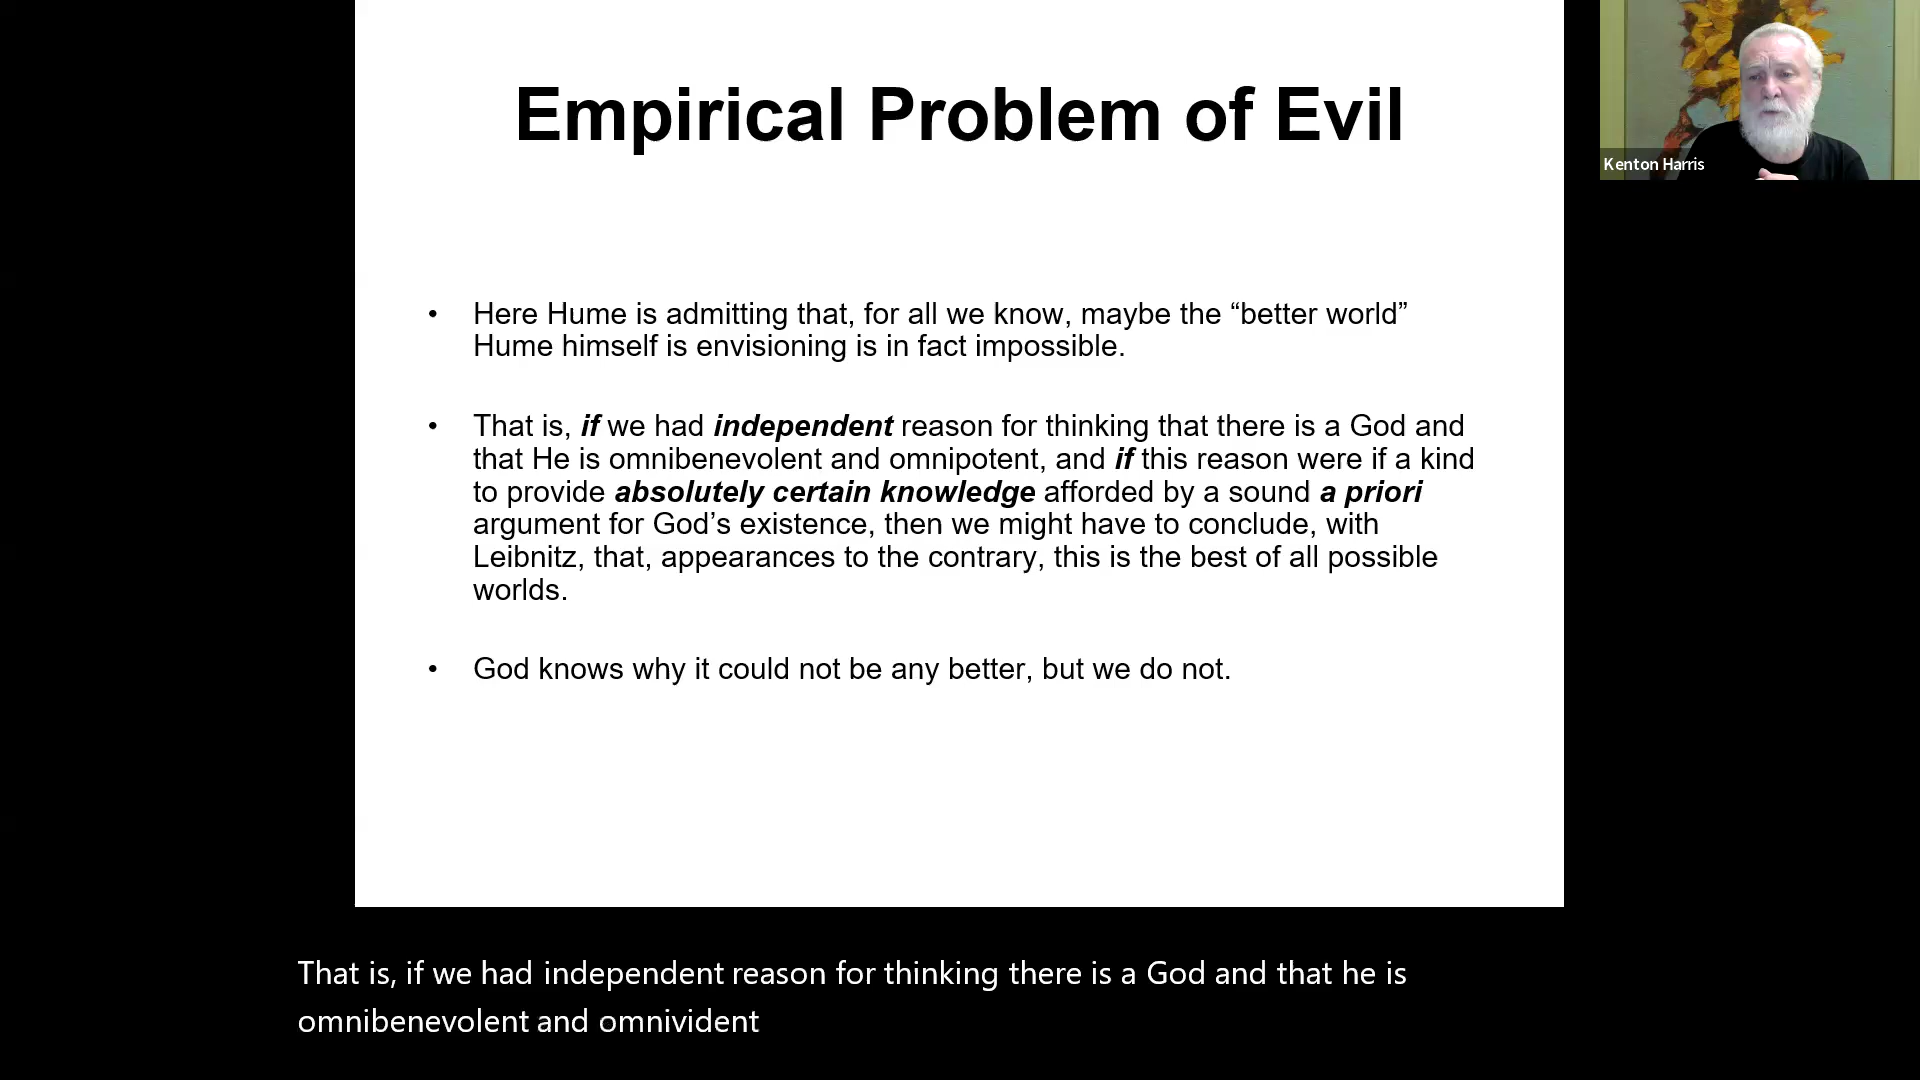 Empirical Problem of Evil
Kenton Harris
• Here Hume is admitting that, for all we know, maybe the “better world”
Hume himself is envisioning is in fact impossible.
• That is, if we had independent reason for thinking that there is a God and
that He is omnibenevolent and omnipotent, and if this reason were if a kind
to provide absolutely certain knowledge afforded by a sound a priori
argument for God’s existence, then we might have to conclude, with
Leibnitz, that, appearances to the contrary, this is the best of all possible
worlds.
• God knows why it could not be any better, but we do not.
That is, if we had independent reason for thinking there is a God and that he is
omnibenevolent and omnivident